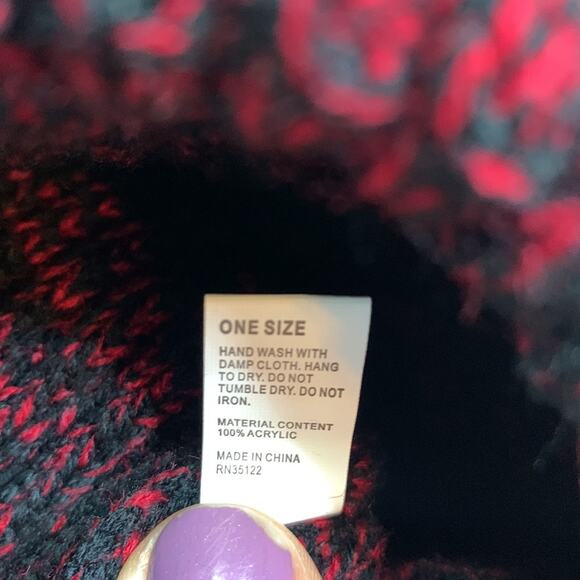 ONE SIZE
HAND WASH WITH
DAMP CLOTH. HANG
TO DRY. DO NOT
TUMBLE DRY. DO NOT
IRON.
MATERIAL CONTENT
100% ACRYLIC
MADE IN CHINA
RN35122